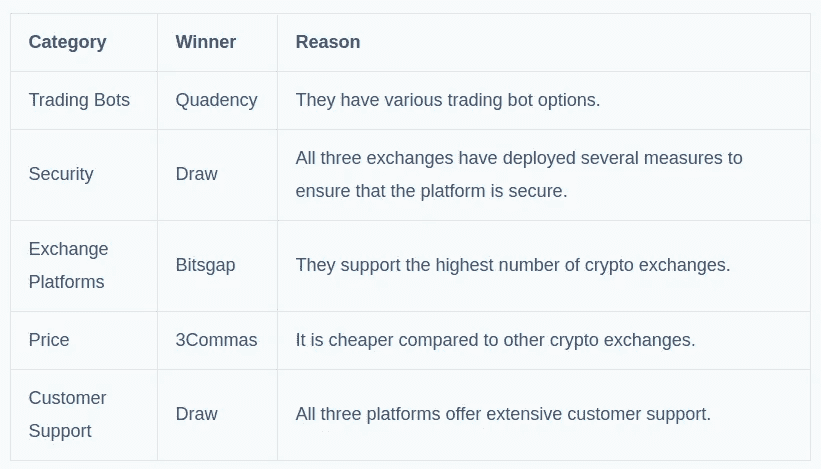 Category Winner Reason
Trading Bots Quadency They have various trading bot options.
Security Draw All three exchanges have deployed several measures to
ensure that the platform is secure.
Exchange
Platforms Bitsgap They support the highest number of crypto exchanges.
Price 3Commas It is cheaper compared to other crypto exchanges.
Customer
Support Draw All three platforms offer extensive customer support.